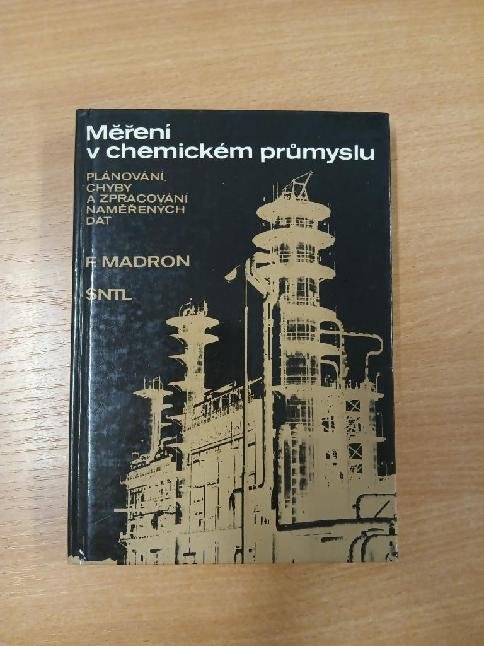 Měření
v chemickém průmyslu
PLÁNOVÁNÍ,
CHYBY
A ZPRACOVÁNÍ
NAMĚŘENÝCH
DAT
F MADRON
SNTL